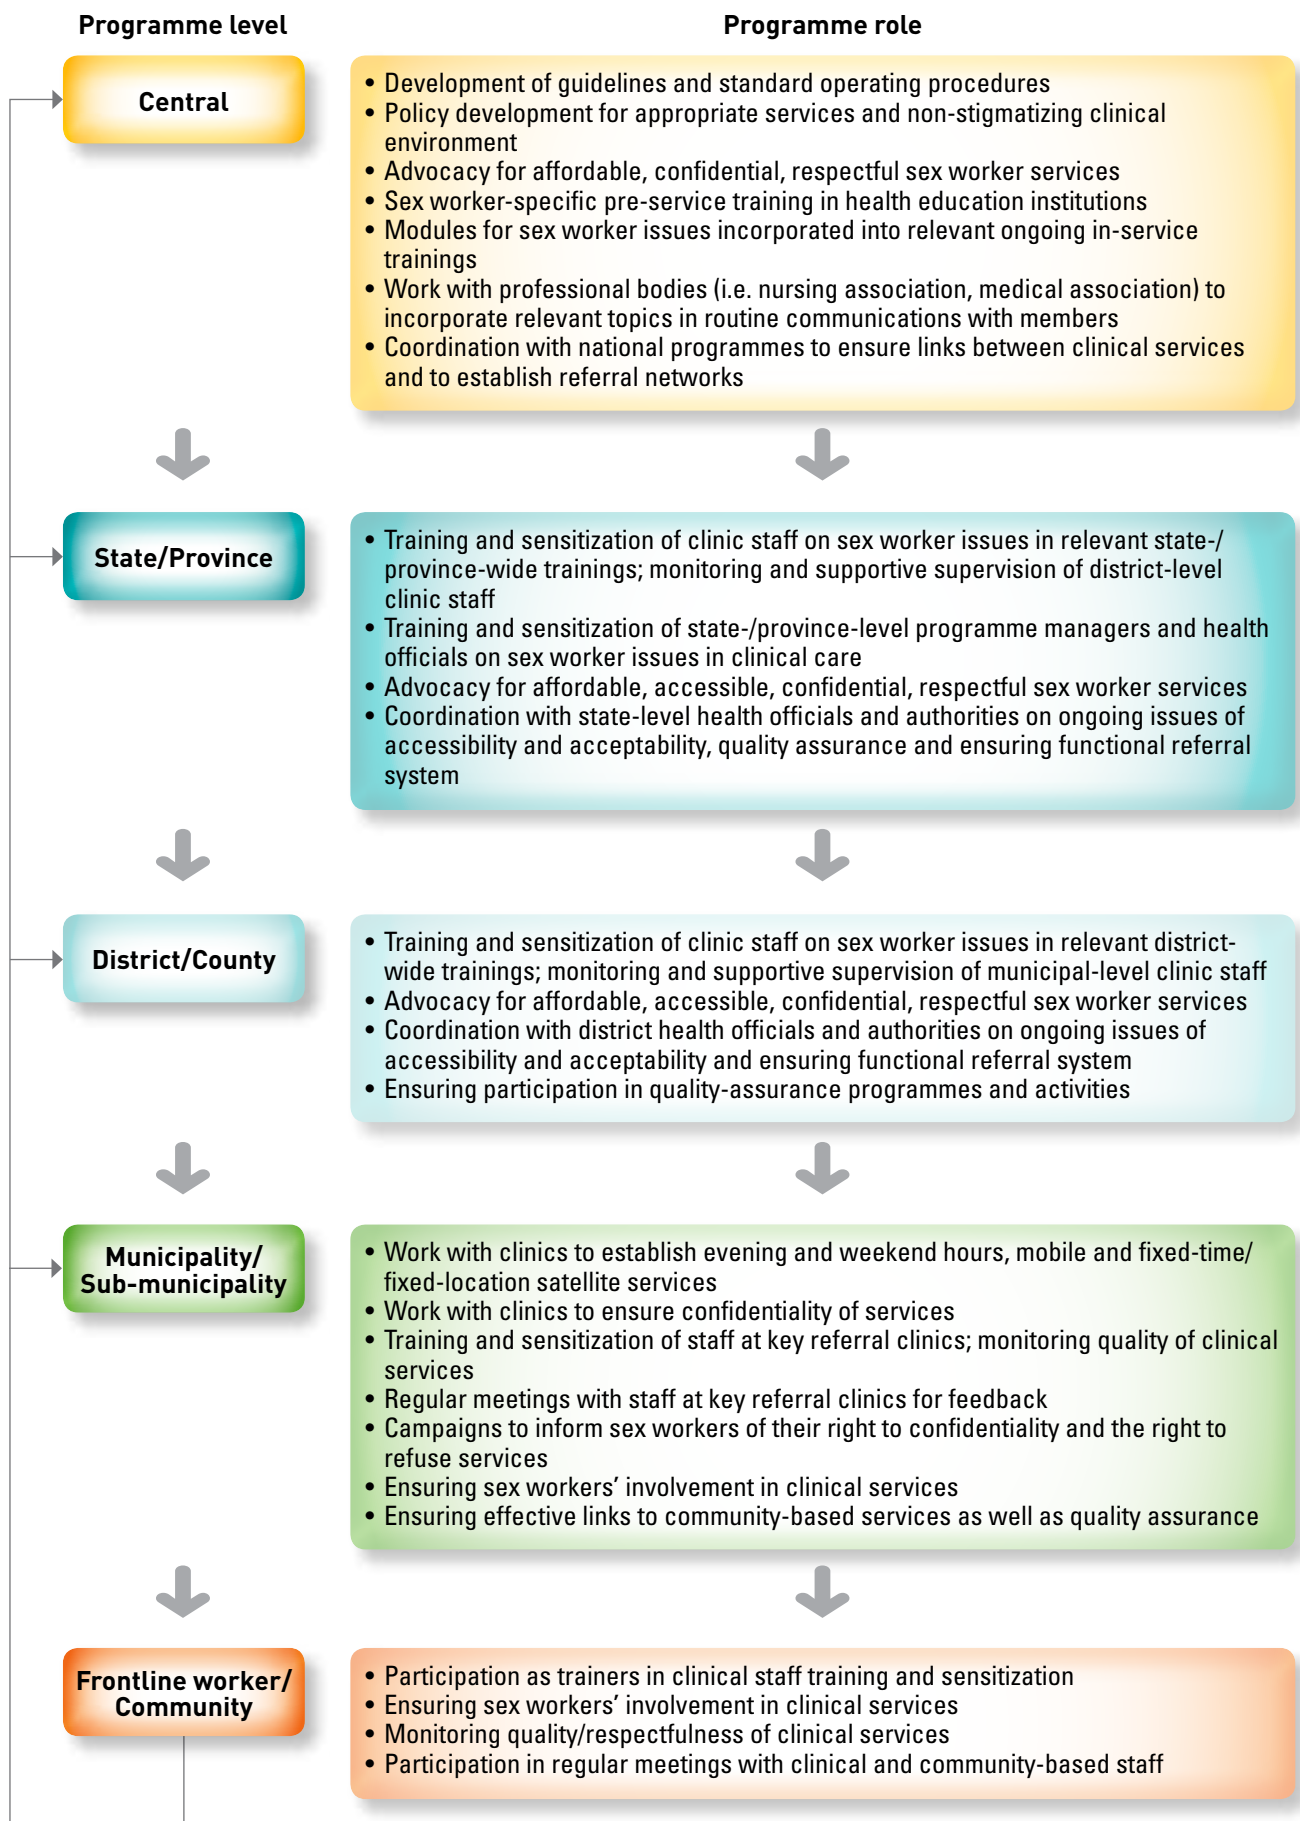 Programme level
Programme role
Central
• Development of guidelines and standard operating procedures
• Policy development for appropriate services and non-stigmatizing clinical
environment
• Advocacy for affordable, confidential, respectful sex worker services
• Sex worker-specific pre-service training in health education institutions
• Modules for sex worker issues incorporated into relevant ongoing in-service
trainings
• Work with professional bodies (i.e. nursing association, medical association) to
incorporate relevant topics in routine communications with members
• Coordination with national programmes to ensure links between clinical services
and to establish referral networks
State/Province
• Training and sensitization of clinic staff on sex worker issues in relevant state-/
province-wide trainings; monitoring and supportive supervision of district-level
clinic staff
• Training and sensitization of state-/province-level programme managers and health
officials on sex worker issues in clinical care
• Advocacy for affordable, accessible, confidential, respectful sex worker services
• Coordination with state-level health officials and authorities on ongoing issues of
accessibility and acceptability, quality assurance and ensuring functional referral
system
District/County
• Training and sensitization of clinic staff on sex worker issues in relevant district-
wide trainings; monitoring and supportive supervision of municipal-level clinic staff
• Advocacy for affordable, accessible, confidential, respectful sex worker services
• Coordination with district health officials and authorities on ongoing issues of
accessibility and acceptability and ensuring functional referral system
• Ensuring participation in quality-assurance programmes and activities
Municipality/
Sub-municipality
• Work with clinics to establish evening and weekend hours, mobile and fixed-time/
fixed-location satellite services
• Work with clinics to ensure confidentiality of services
• Training and sensitization of staff at key referral clinics; monitoring quality of clinical
services
• Regular meetings with staff at key referral clinics for feedback
• Campaigns to inform sex workers of their right to confidentiality and the right to
refuse services
• Ensuring sex workers’ involvement in clinical services
• Ensuring effective links to community-based services as well as quality assurance
Frontline worker/
Community
• Participation as trainers in clinical staff training and sensitization
• Ensuring sex workers’ involvement in clinical services
• Monitoring quality/respectfulness of clinical services
• Participation in regular meetings with clinical and community-based staff